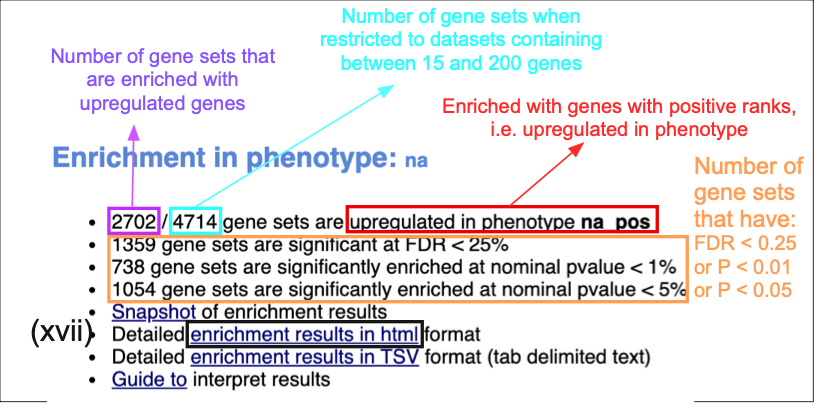 Number of gene sets that
are enriched with
upregulated genes
Number of gene sets when
restricted to datasets containing
between 15 and 200 genes
Enriched with genes with positive ranks,
i.e. upregulated in phenotype
Enrichment in phenotype: na
Number of
gene sets
that have:
FDR < 0.25
or P < 0.01
or P < 0.05
• 2702 / 4714 gene sets are upregulated in phenotype na_pos
• 1359 gene sets are significant at FDR < 25%
• 738 gene sets are significantly enriched at nominal pvalue < 1%
• 1054 gene sets are significantly enriched at nominal pvalue < 5%
• Snapshot of enrichment results
(xvii) • Detailed enrichment results in html format
• Detailed enrichment results in TSV format (tab delimited text)
• Guide to interpret results